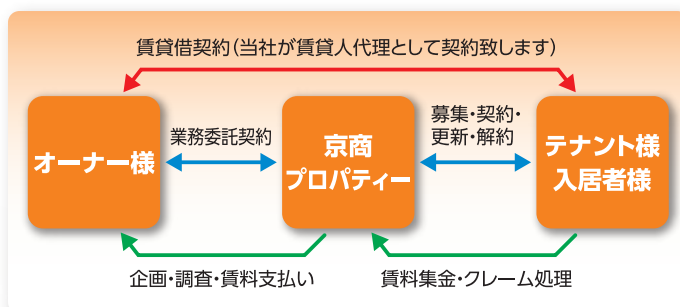 賃貸借契約（当社が賃貸人代理として契約致します）
オーナー様
業務委託契約
京商
プロパティー
募集・契約・
更新・解約
テナント様
入居者様
企画・調査・賃料支払い
賃料集金・クレーム処理